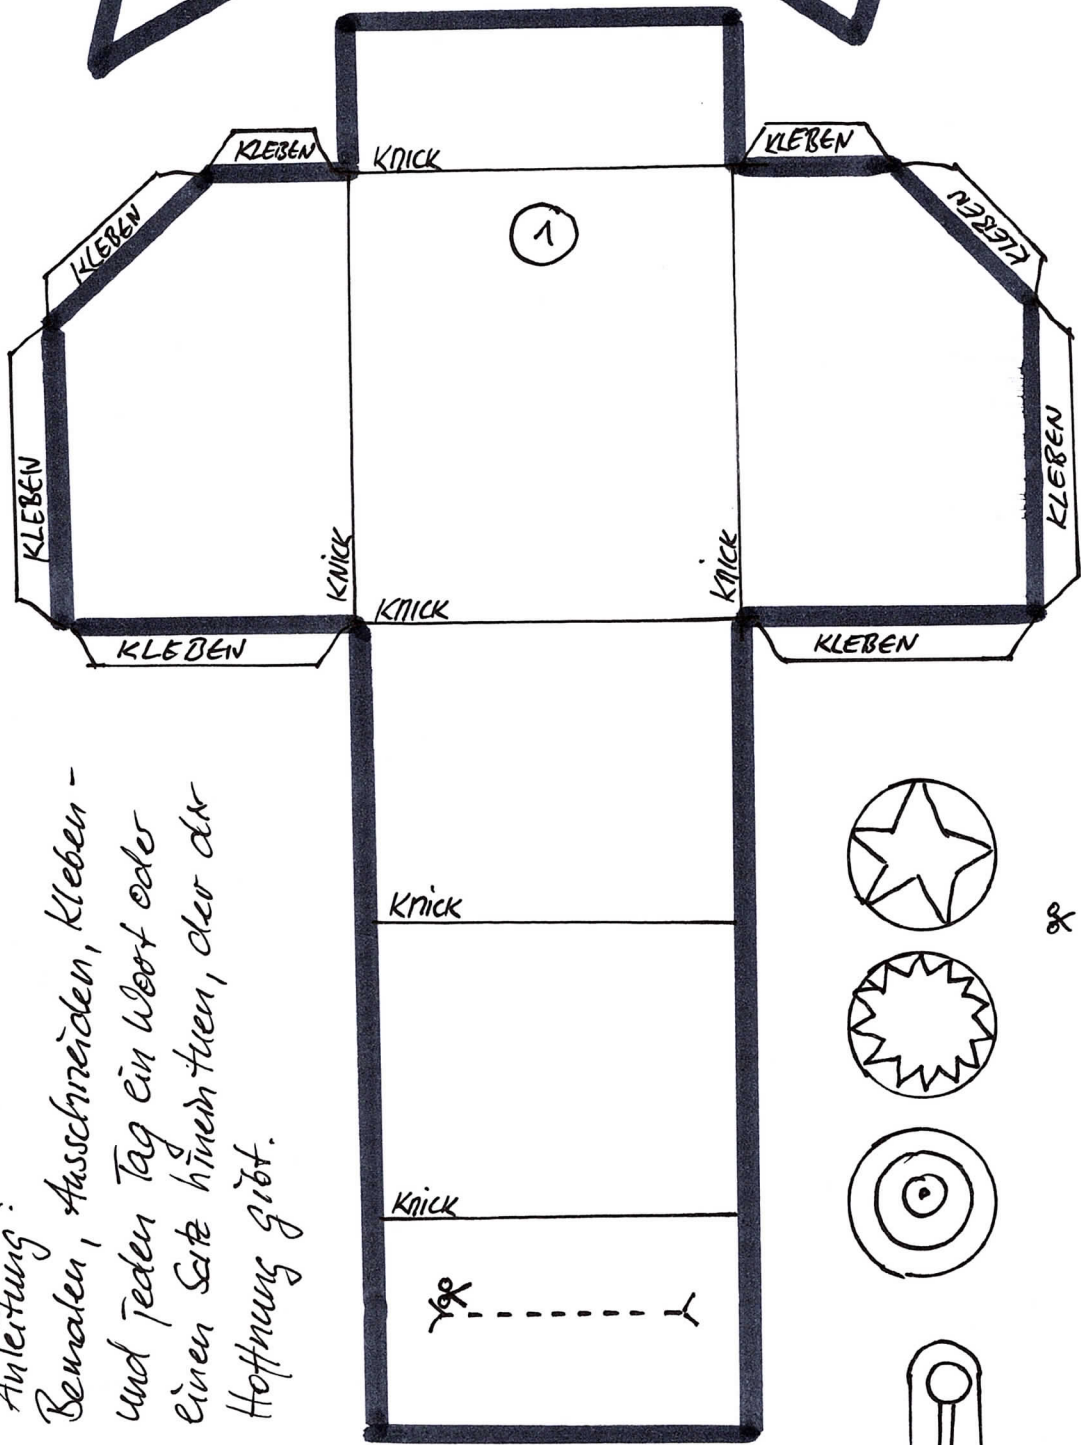 KLEBEN
KNICK
KLEBEN
1
KLEBEN
KLEBEN
KLEBEN
KLEBEN
KNICK
KNICK
KNICK
KLEBEN
KLEBEN
KLEBEN
KNICK
KNICK
Anleitung:
Bemalen, Ausschneiden, Kleben -
und jeden Tag ein Wort oder
einen Satz hineintuen, der dir
Hoffnung gibt.